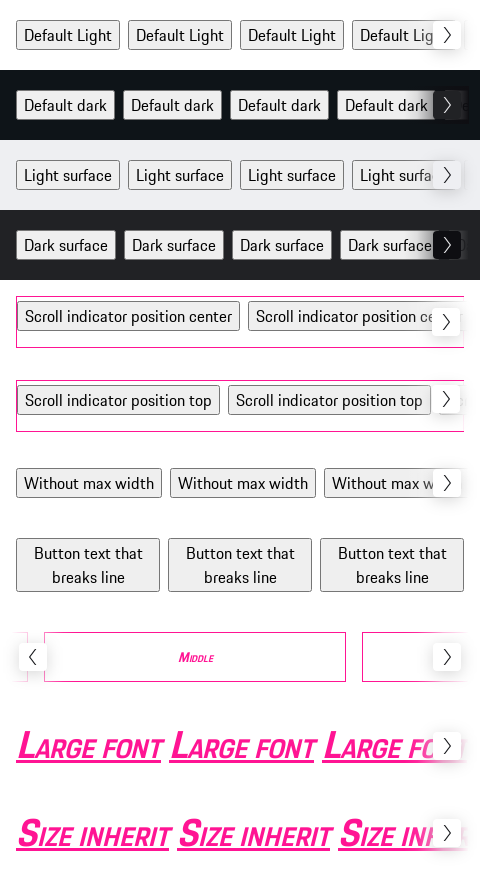 Default Light Default Light Default Light Default Lig
Default dark Default dark Default dark Default dark
Light surface Light surface Light surface Light surfa
Dark surface Dark surface Dark surface Dark surface
Scroll indicator position center Scroll indicator position ce
Scroll indicator position top Scroll indicator position top
Without max width Without max width Without max w
Button text that Button text that Button text that
breaks line breaks line breaks line
Middle
Large font Large font Large fo
Size inherit Size inherit Size inh